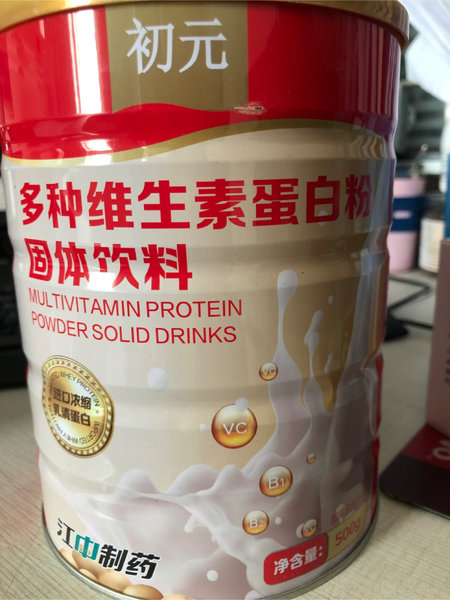 初元
多种维生素蛋白粉
固体饮料
MULTIVITAMIN PROTEIN
POWDER SOLID DRINKS
进口浓缩
乳清蛋白
VC
VC
B1
B2
VC
江中制药
净含量:
500g